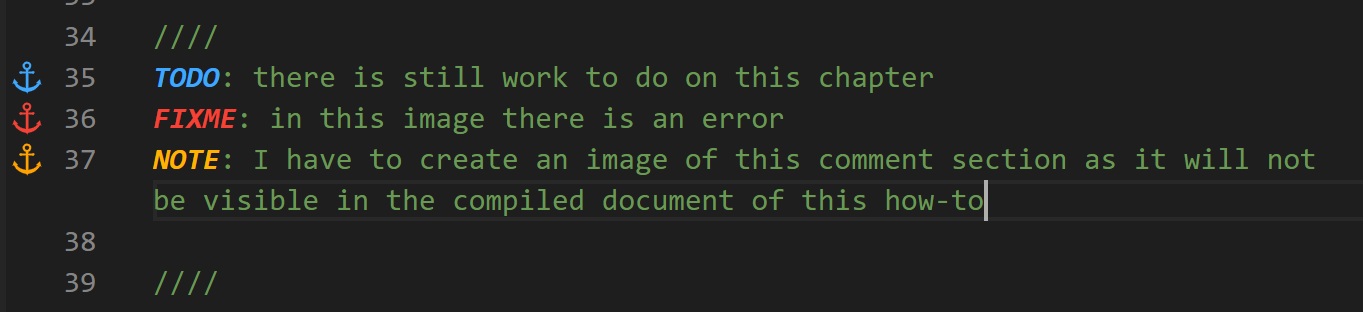 34 ////
35 TODO: there is still work to do on this chapter
36 FIXME: in this image there is an error
37 NOTE: I have to create an image of this comment section as it will not
be visible in the compiled document of this how-to
38
39 ////